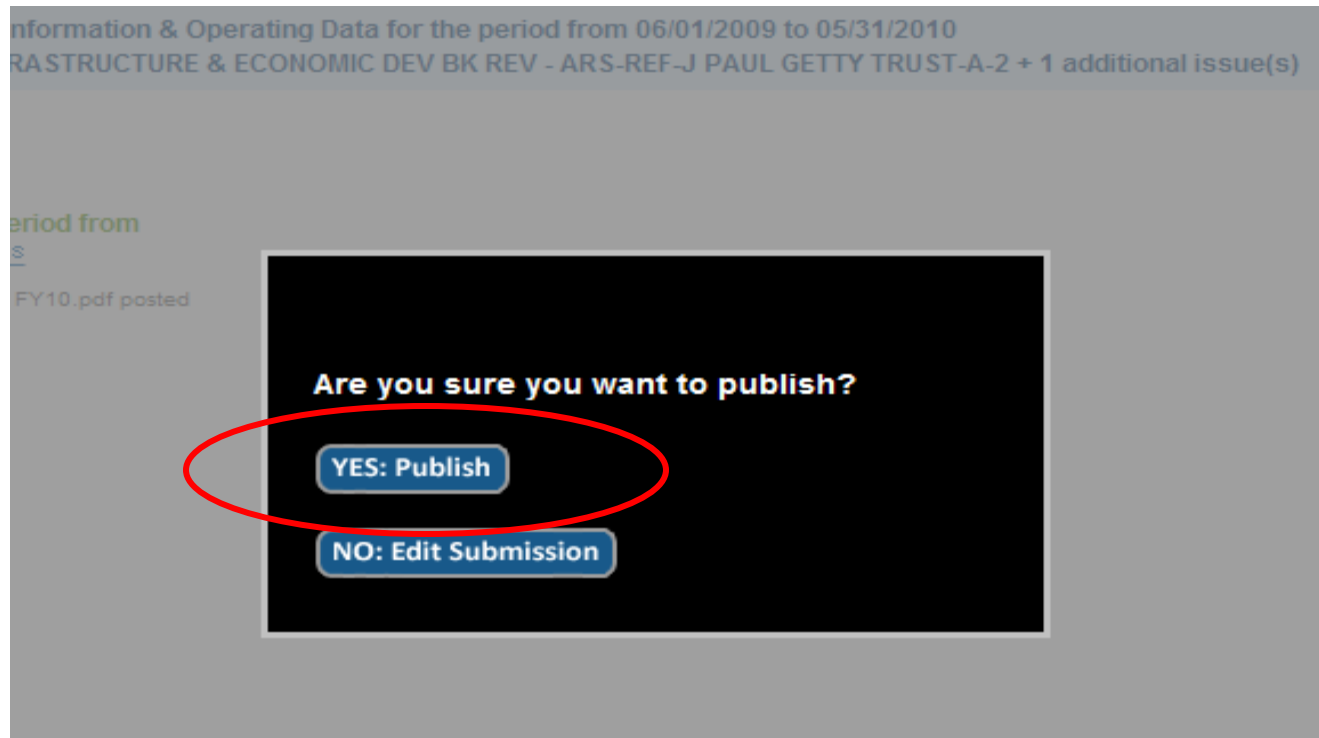 nformation & Operating Data for the period from 06/01/2009 to 05/31/2010
RASTRUCTURE & ECONOMIC DEV BK REV - ARS-REF-J PAUL GETTY TRUST-A-2 + 1 additional issue(s)
eriod from
s
FY10.pdf posted
Are you sure you want to publish?
YES: Publish
NO: Edit Submission